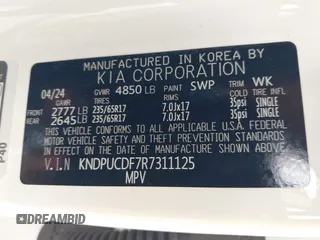 MANUFACTURED IN KOREA BY
KIA CORPORATION
04/24 GVWR 4850 LB PAINT SWP TRIM WK
GAWR TIRES RIMS COLD TIRE INFL
FRONT 2777 LB 235/65R17 7.0Jx17 35psi SINGLE
REAR 2645 LB 235/65R17 7.0Jx17 35psi SINGLE
THIS VEHICLE CONFORMS TO ALL APPLICABLE
FEDERAL MOTOR VEHICLE SAFETY, BUMPER,
AND THEFT PREVENTION STANDARDS IN EFFECT
ON THE DATE OF MANUFACTURE SHOWN ABOVE.
V.I.N KNDPUCDF7R7311125
MPV
P40
DREAMBID